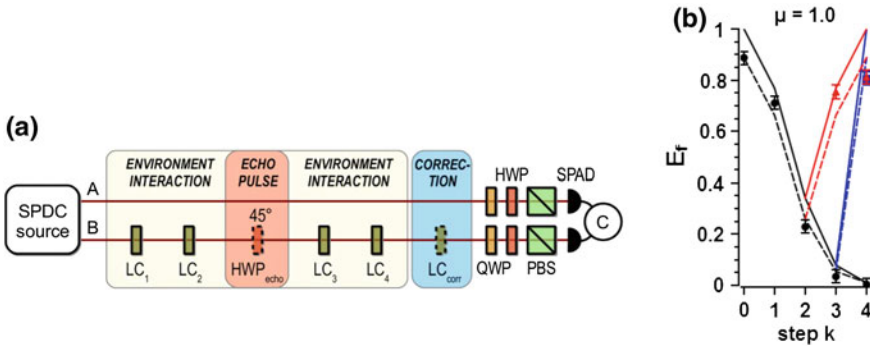 (a)
ENVIRONMENT INTERACTION
ECHO PULSE
ENVIRONMENT INTERACTION
CORREC-TION
HWP
SPAD
SPDC source
A
B
45°
C
LC1
LC2
HWPecho
LC3
LC4
LCcorr
QWP
PBS
(b)
μ = 1.0
Ef
1
0.8
0.6
0.4
0.2
0
0 1 2 3 4
step k